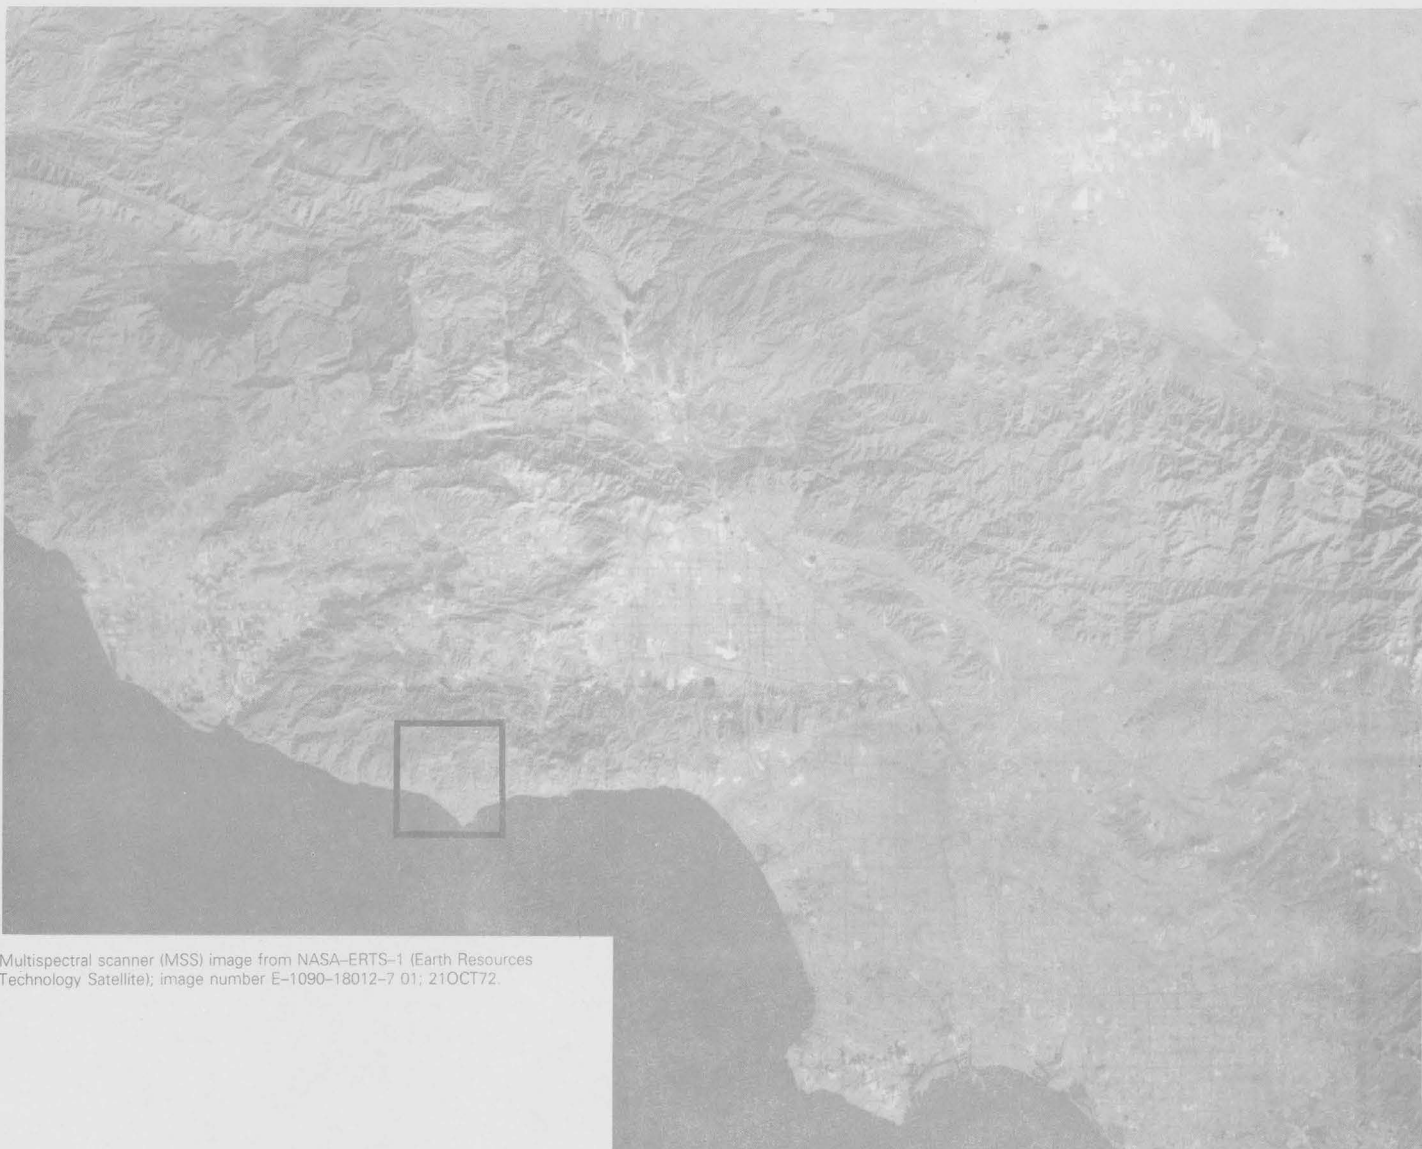 Multispectral scanner (MSS) image from NASA–ERTS–1 (Earth Resources
Technology Satellite); image number E–1090–18012–7 01; 21OCT72.